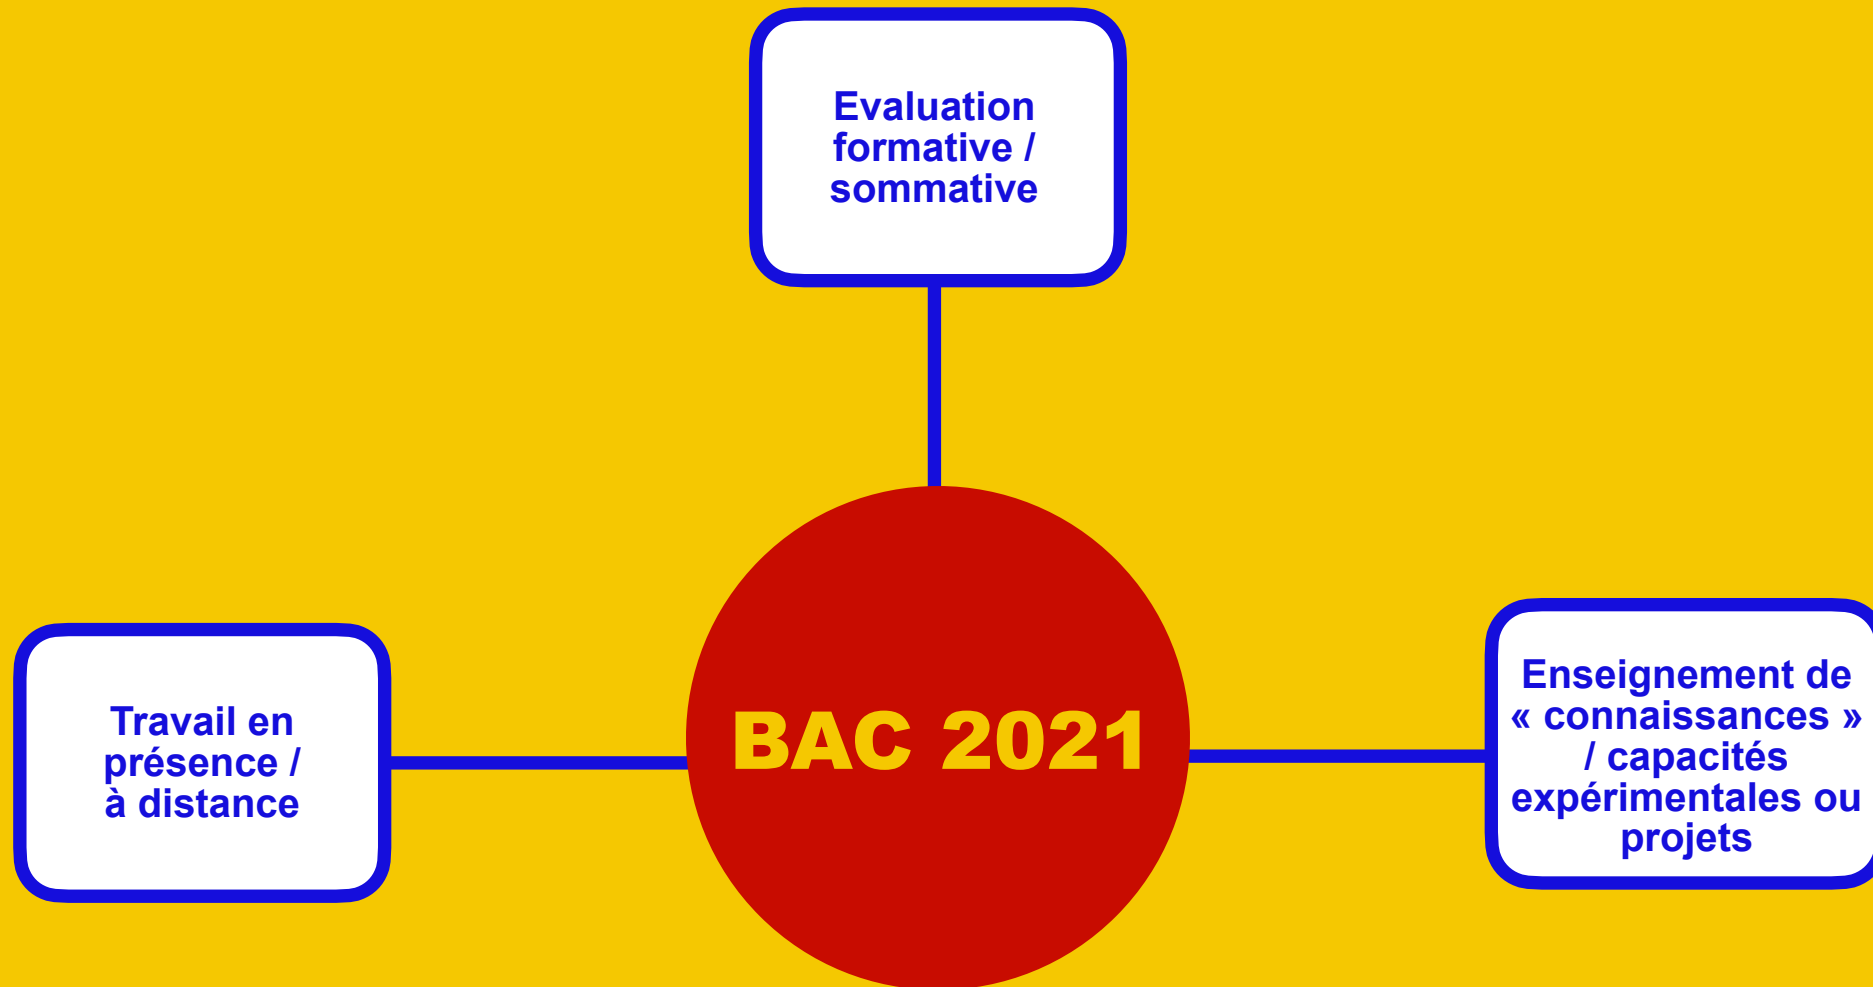 Evaluation
formative /
sommative
Travail en
présence /
à distance
BAC 2021
Enseignement de
« connaissances »
/ capacités
expérimentales ou
projets